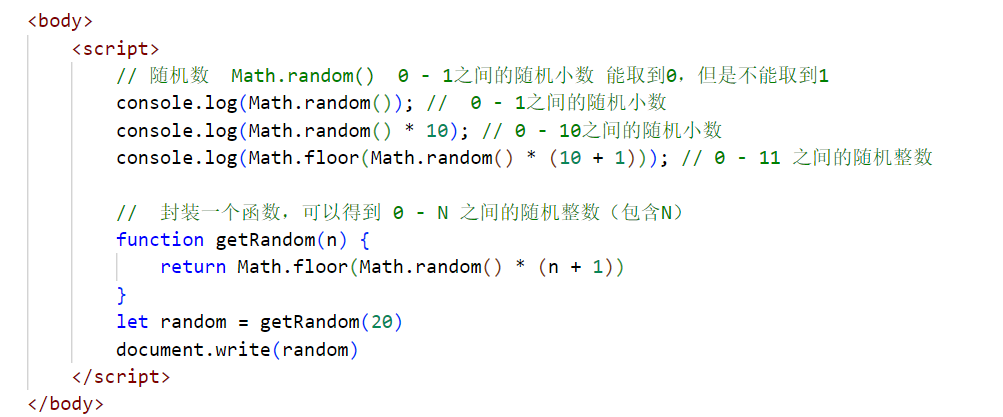 <body>
<script>
// 随机数  Math.random()  0 - 1之间的随机小数 能取到0，但是不能取到1
console.log(Math.random()); //  0 - 1之间的随机小数
console.log(Math.random() * 10); // 0 - 10之间的随机小数
console.log(Math.floor(Math.random() * (10 + 1))); // 0 - 11 之间的随机整数
//  封装一个函数，可以得到 0 - N 之间的随机整数（包含N）
function getRandom(n) {
return Math.floor(Math.random() * (n + 1))
}
let random = getRandom(20)
document.write(random)
</script>
</body>